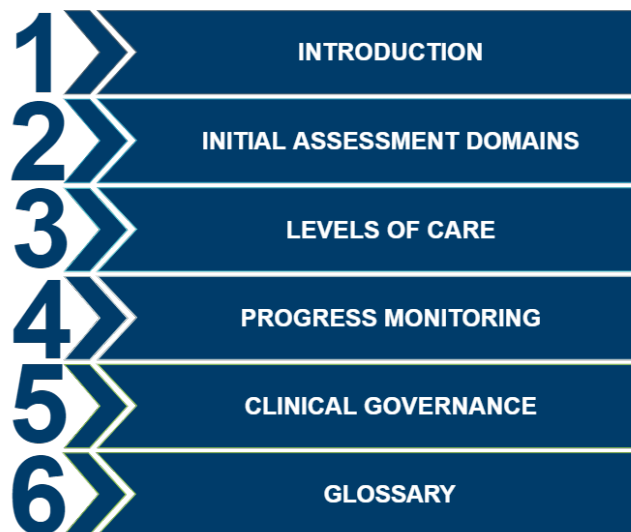 1 INTRODUCTION
2 INITIAL ASSESSMENT DOMAINS
3 LEVELS OF CARE
4 PROGRESS MONITORING
5 CLINICAL GOVERNANCE
6 GLOSSARY